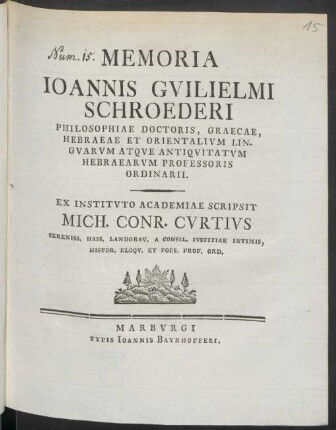 15
Num. 15.
MEMORIA
IOANNIS GVILIELMI
SCHROEDERI
PHILOSOPHIAE DOCTORIS, GRAECAE,
HEBRAEAE ET ORIENTALIVM LIN-
GVARVM ATQVE ANTIQVITATVM
HEBRAEARVM PROFESSORIS
ORDINARII.
EX INSTITVTO ACADEMIAE SCRIPSIT
MICH. CONR. CVRTIVS
SERENISS. HASS. LANDGRAV. A CONSIL. IVSTITIAE INTIMIS,
HISTOR. ELOQV. ET POES. PROF. ORD.
MARBVRGI
TYPIS IOANNIS BAYRHOFFERI.